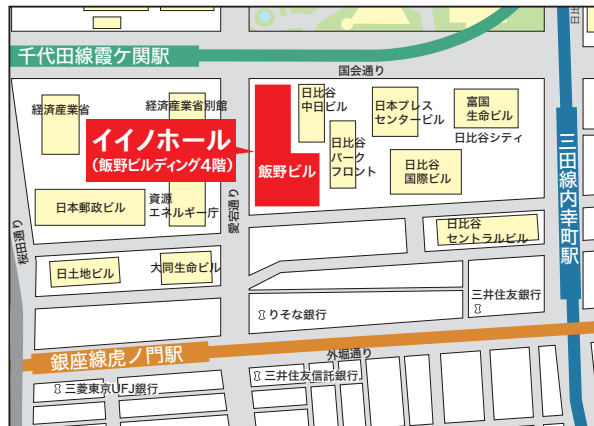 千代田線霞ケ関駅
国会通り
日比
経済産業省
経済産業省別館
日比谷
中日ビル
日本プレス
センタービル
富国
生命ビル
日比谷シティ
イイノホール
(飯野ビルディング4階)
飯野ビル
日比谷
パーク
フロント
日比谷
国際ビル
三田線内幸町駅
日本郵政ビル
資源
エネルギー庁
愛宕通り
桜田通り
日比谷
セントラルビル
日土地ビル
大同生命ビル
三井住友銀行
りそな銀行
外堀通り
銀座線虎ノ門駅
三菱東京UFJ銀行
三井住友信託銀行